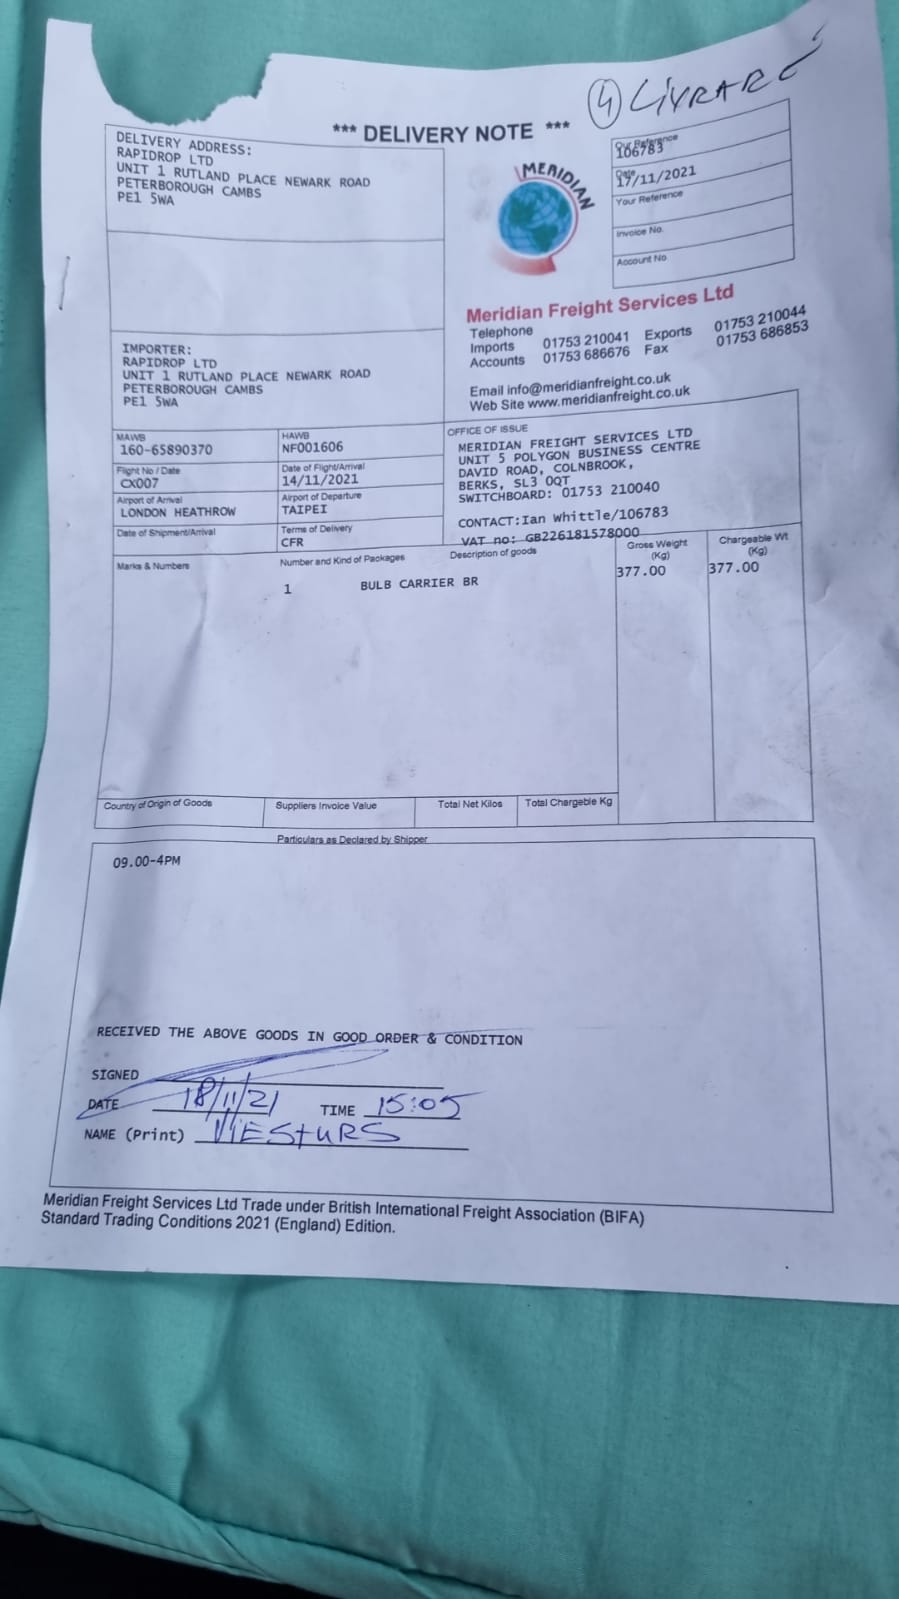 ④ LIVRARE
*** DELIVERY NOTE ***
DELIVERY ADDRESS:
RAPIDROP LTD
UNIT 1 RUTLAND PLACE NEWARK ROAD
PETERBOROUGH CAMBS
PE1 5WA
MERIDIAN
Our Reference
106783
Date
17/11/2021
Your Reference
Invoice No.
Account No
Meridian Freight Services Ltd
Telephone
Imports 01753 210041 Exports 01753 210044
Accounts 01753 686676 Fax 01753 686853
Email info@meridianfreight.co.uk
Web Site www.meridianfreight.co.uk
IMPORTER:
RAPIDROP LTD
UNIT 1 RUTLAND PLACE NEWARK ROAD
PETERBOROUGH CAMBS
PE1 5WA
MAWB HAWB
160-65890370 NF001606
Flight No / Date Date of Flight/Arrival
CX007 14/11/2021
Airport of Arrival Airport of Departure
LONDON HEATHROW TAIPEI
Date of Shipment/Arrival Terms of Delivery
CFR
OFFICE OF ISSUE
MERIDIAN FREIGHT SERVICES LTD
UNIT 5 POLYGON BUSINESS CENTRE
DAVID ROAD, COLNBROOK,
BERKS, SL3 0QT
SWITCHBOARD: 01753 210040
CONTACT:Ian Whittle/106783
VAT no: GB226181578000
Marks & Numbers Number and Kind of Packages Description of goods Gross Weight (Kg) Chargeable Wt (Kg)
1 BULB CARRIER BR 377.00 377.00
Country of Origin of Goods Suppliers Invoice Value Total Net Kilos Total Chargeble Kg
Particulars as Declared by Shipper
09.00-4PM
RECEIVED THE ABOVE GOODS IN GOOD ORDER & CONDITION
SIGNED
DATE 18/11/21 TIME 15:05
NAME (Print) VIESTURS
Meridian Freight Services Ltd Trade under British International Freight Association (BIFA)
Standard Trading Conditions 2021 (England) Edition.